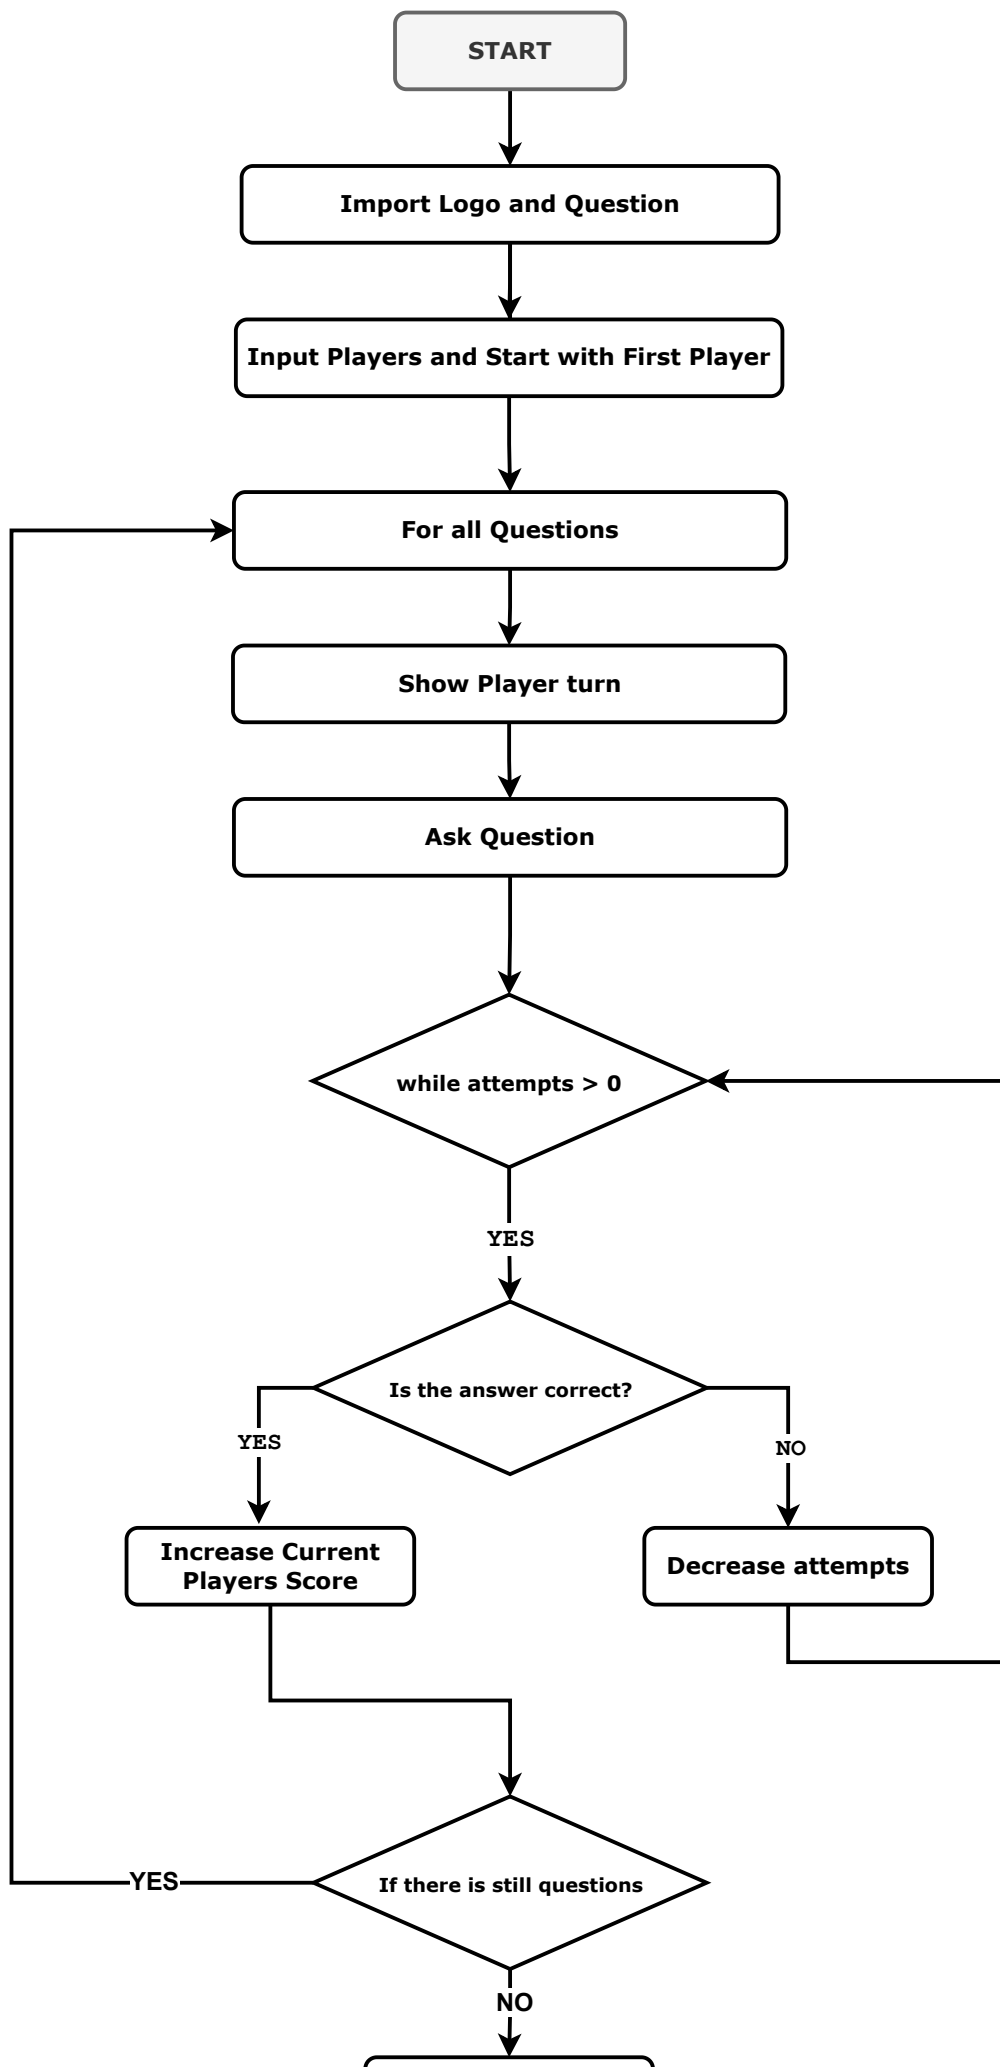 START
Import Logo and Question
Input Players and Start with First Player
For all Questions
Show Player turn
Ask Question
while attempts > 0
YES
Is the answer correct?
YES
NO
Increase Current
Players Score
Decrease attempts
If there is still questions
YES
NO